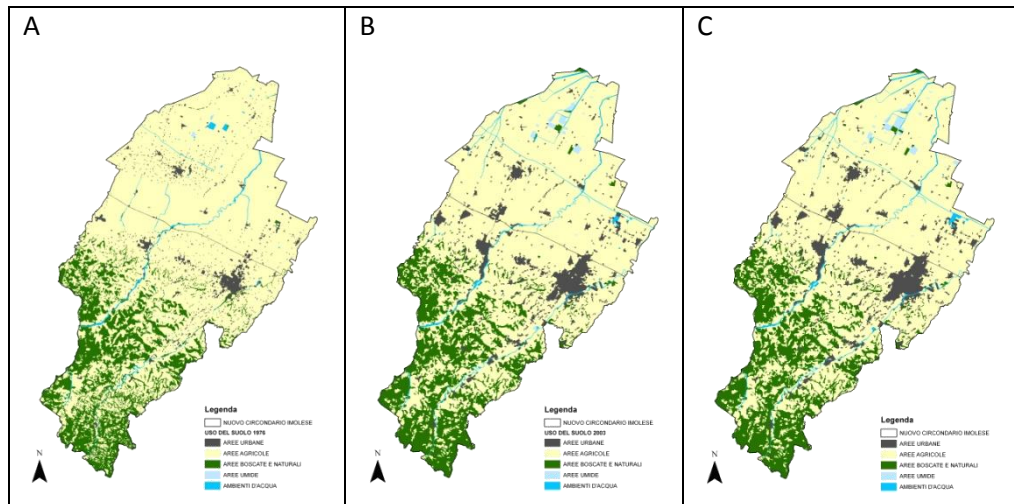 A
B
C
Legenda
NUOVO CIRCONDARIO IMOLESE
USO DEL SUOLO 1976
AREE URBANE
AREE AGRICOLE
AREE BOSCATE E NATURALI
AREE UMIDE
AMBIENTI D'ACQUA
N
Legenda
NUOVO CIRCONDARIO IMOLESE
USO DEL SUOLO 2003
AREE URBANE
AREE AGRICOLE
AREE BOSCATE E NATURALI
AREE UMIDE
AMBIENTI D'ACQUA
N
Legenda
NUOVO CIRCONDARIO IMOLESE
AREE URBANE
AREE AGRICOLE
AREE BOSCATE E NATURALI
AREE UMIDE
AMBIENTI D'ACQUA
N